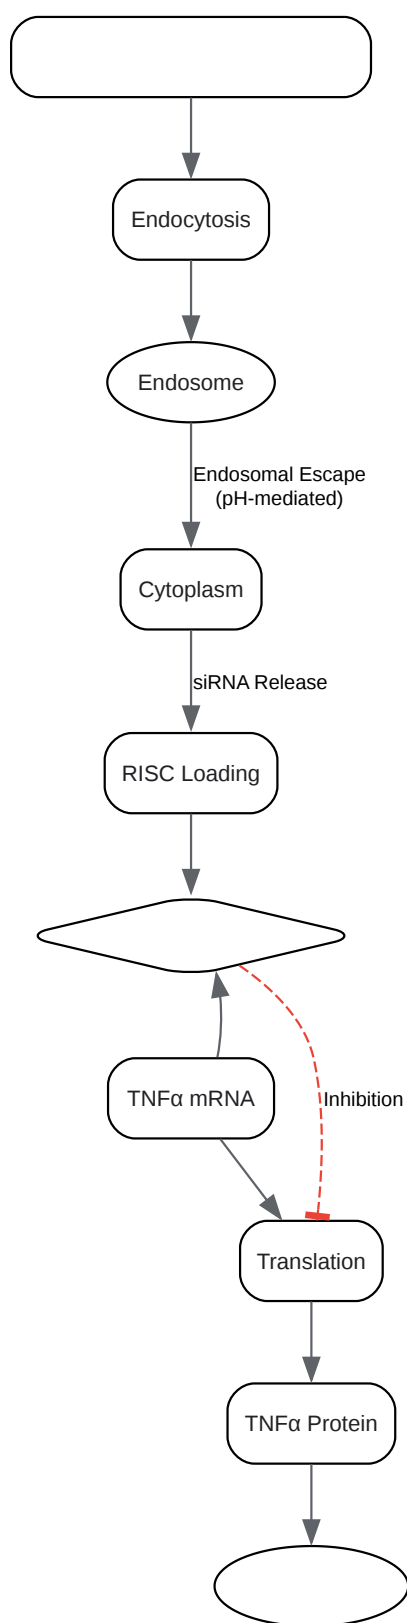 Endocytosis
Endosome
Endosomal Escape
(pH-mediated)
Cytoplasm
siRNA Release
RISC Loading
TNFα mRNA
Inhibition
Translation
TNFα Protein